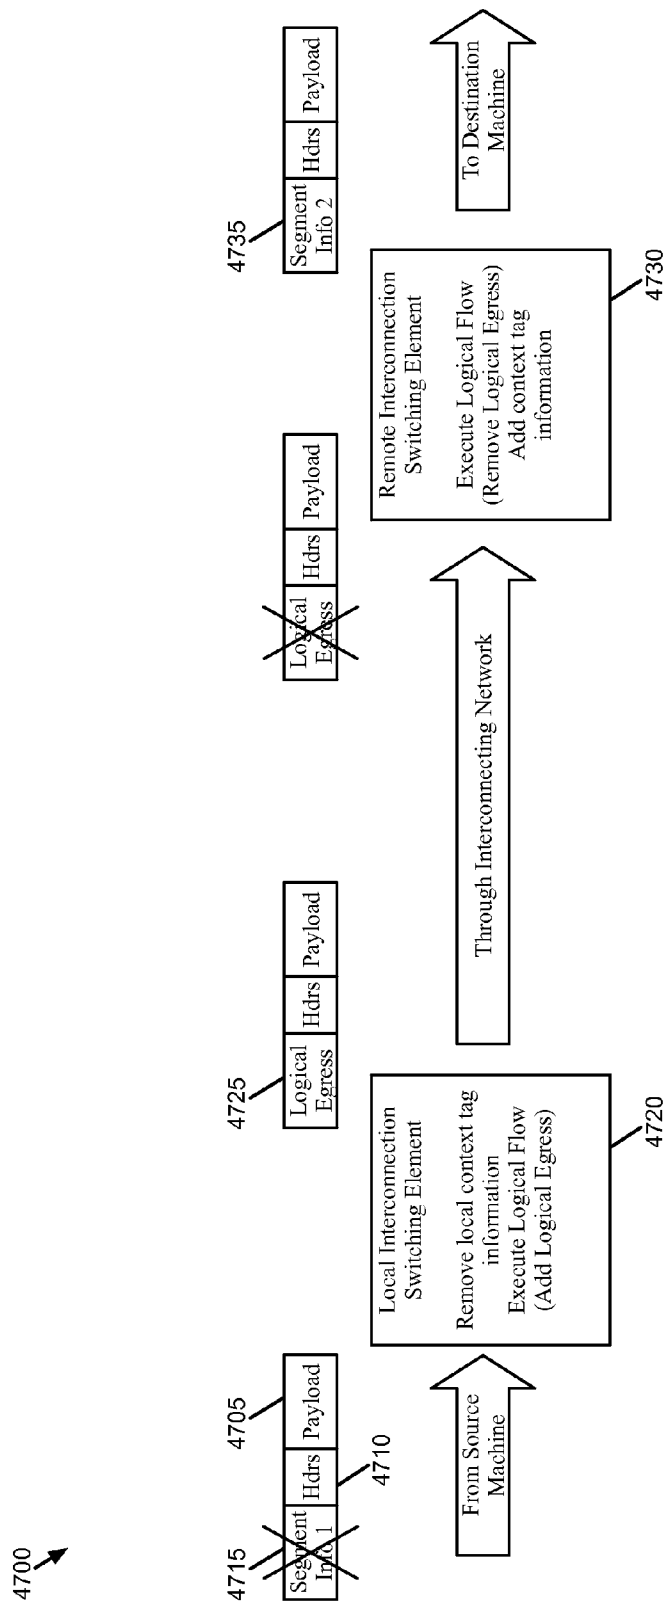 4700
4715
4705
Segment
Info 1
Hdrs
Payload
4710
From Source
Machine
Local Interconnection
Switching Element
Remove local context tag
information
Execute Logical Flow
(Add Logical Egress)
4720
4725
Logical
Egress
Hdrs
Payload
Through Interconnecting Network
Logical
Egress
Hdrs
Payload
Remote Interconnection
Switching Element
Execute Logical Flow
(Remove Logical Egress)
Add context tag
information
4730
4735
Segment
Info 2
Hdrs
Payload
To Destination
Machine